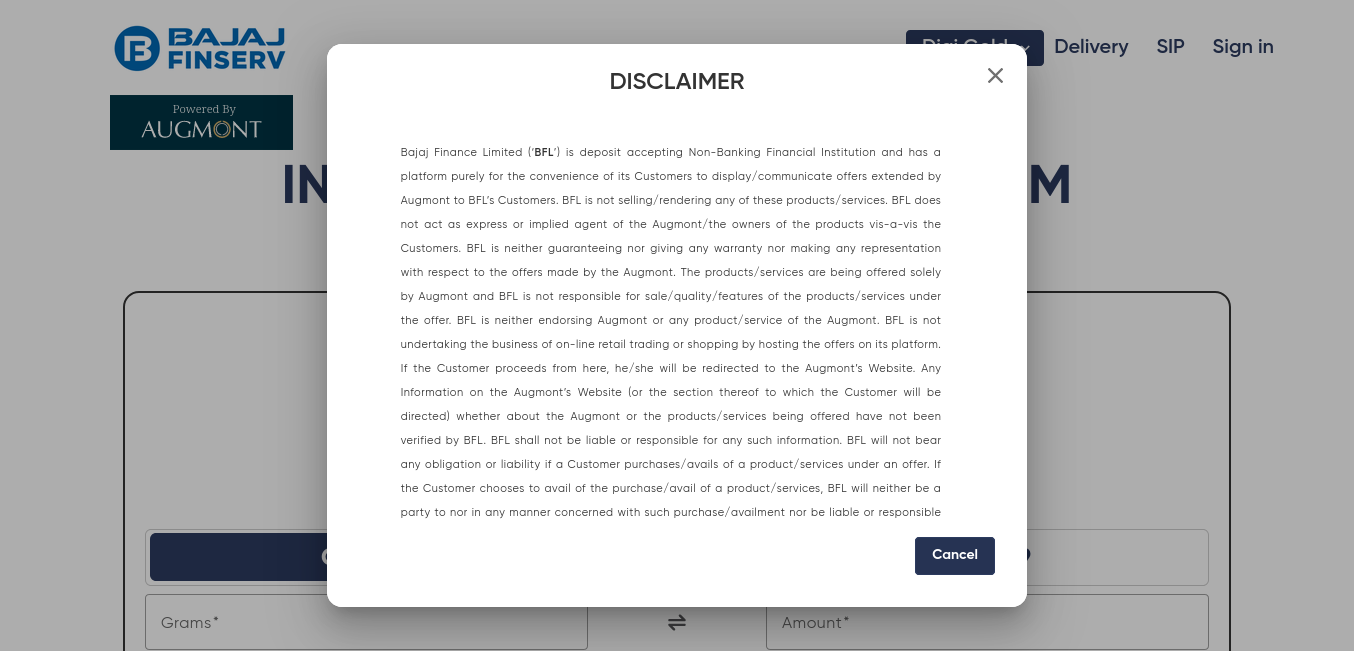 BAJAJ
FINSERV
Powered By
AUGMONT
Delivery
SIP
Sign in
DISCLAIMER
Bajaj Finance Limited (‘BFL’) is deposit accepting Non-Banking Financial Institution and has a
platform purely for the convenience of its Customers to display/communicate offers extended by
Augmont to BFL’s Customers. BFL is not selling/rendering any of these products/services. BFL does
not act as express or implied agent of the Augmont/the owners of the products vis-a-vis the
Customers. BFL is neither guaranteeing nor giving any warranty nor making any representation
with respect to the offers made by the Augmont. The products/services are being offered solely
by Augmont and BFL is not responsible for sale/quality/features of the products/services under
the offer. BFL is neither endorsing Augmont or any product/service of the Augmont. BFL is not
undertaking the business of on-line retail trading or shopping by hosting the offers on its platform.
If the Customer proceeds from here, he/she will be redirected to the Augmont’s Website. Any
Information on the Augmont’s Website (or the section thereof to which the Customer will be
directed) whether about the Augmont or the products/services being offered have not been
verified by BFL. BFL shall not be liable or responsible for any such information. BFL will not bear
any obligation or liability if a Customer purchases/avails of a product/services under an offer. If
the Customer chooses to avail of the purchase/avail of a product/services, BFL will neither be a
party to nor in any manner concerned with such purchase/availment nor be liable or responsible
Cancel
Grams*
Amount*